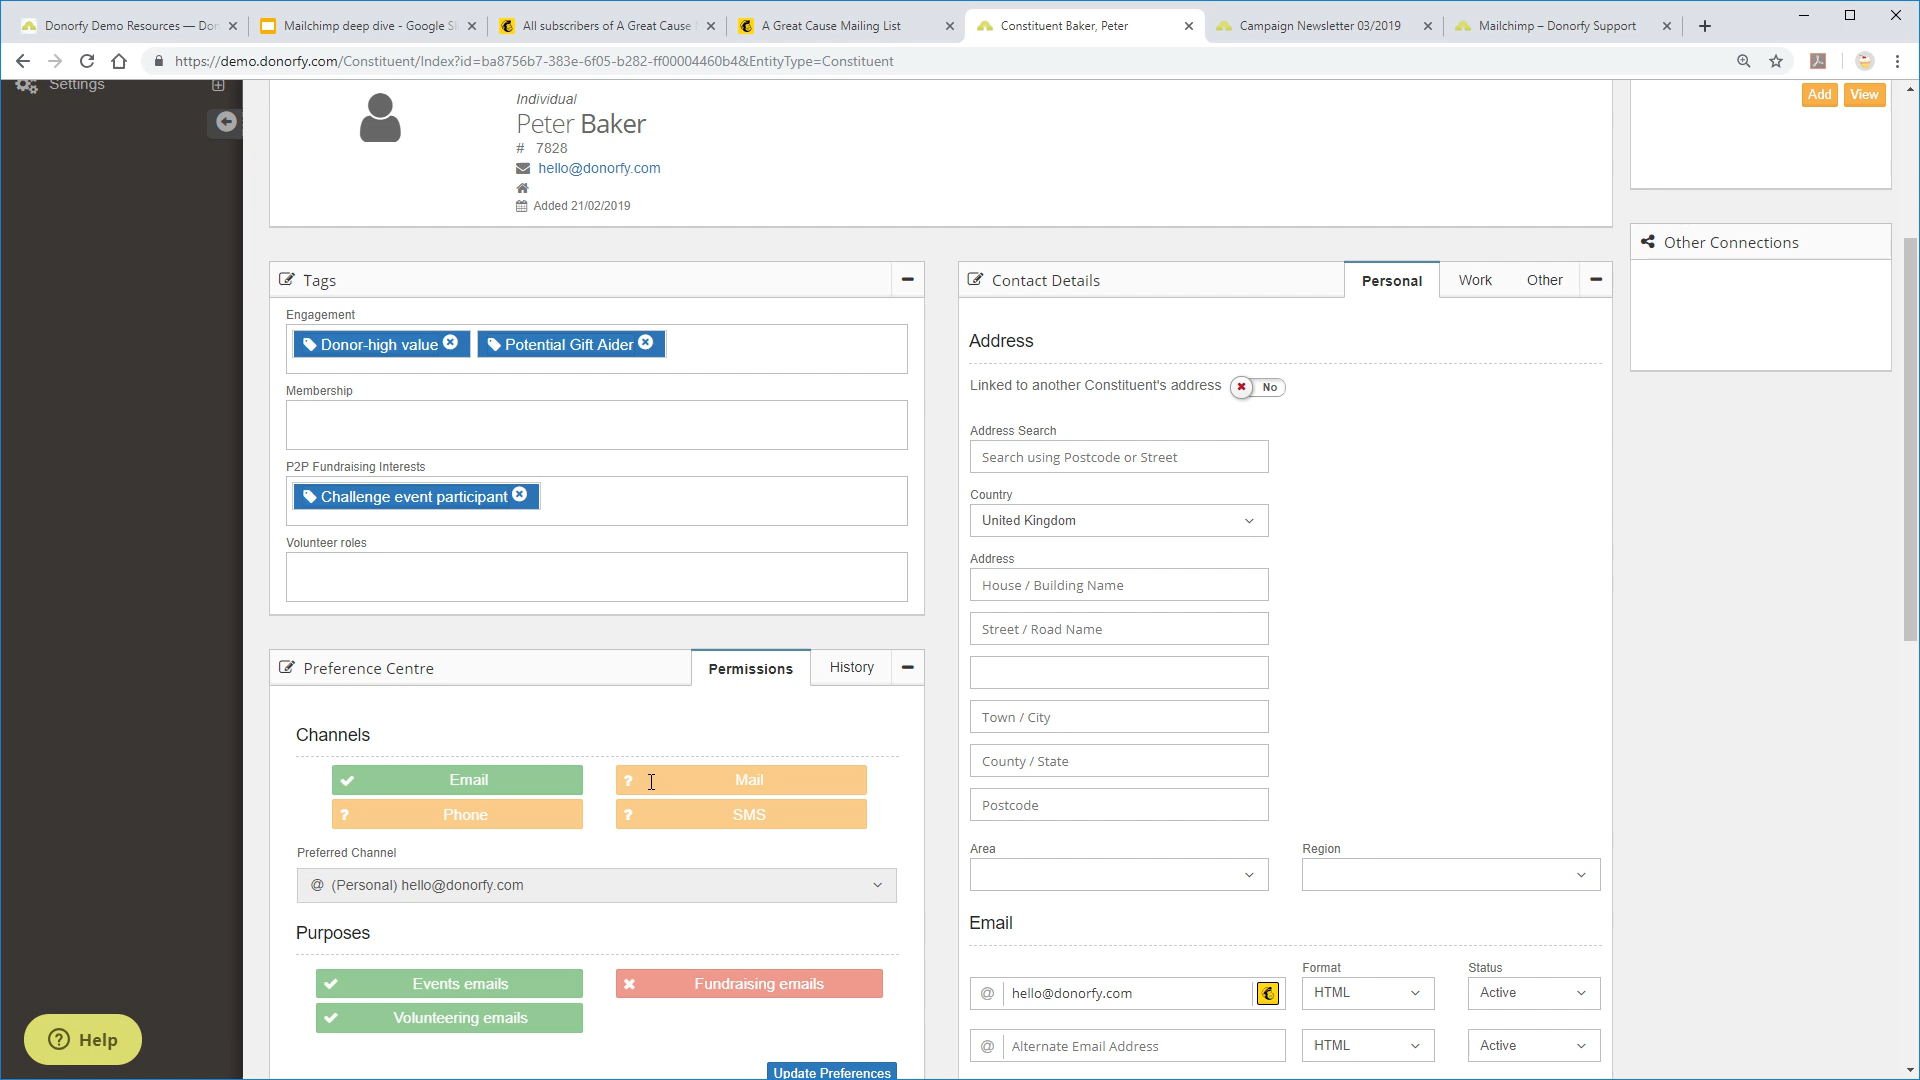 Donorfy Demo Resources — Don
Mailchimp deep dive - Google Sl
All subscribers of A Great Cause
A Great Cause Mailing List
Constituent Baker, Peter
Campaign Newsletter 03/2019
Mailchimp – Donorfy Support
https://demo.donorfy.com/Constituent/Index?id=ba8756b7-383e-6f05-b282-ff00004460b4&EntityType=Constituent
Settings
Individual
Peter Baker
# 7828
hello@donorfy.com
Added 21/02/2019
Add View
Other Connections
Tags
Engagement
Donor-high value
Potential Gift Aider
Membership
P2P Fundraising Interests
Challenge event participant
Volunteer roles
Preference Centre
Permissions
History
Channels
? Email
? Mail
? Phone
? SMS
Preferred Channel
@ (Personal) hello@donorfy.com
Purposes
Events emails
Fundraising emails
Volunteering emails
Update Preferences
Contact Details
Personal
Work
Other
Address
Linked to another Constituent's address
No
Address Search
Search using Postcode or Street
Country
United Kingdom
Address
House / Building Name
Street / Road Name
Town / City
County / State
Postcode
Area
Region
Email
Format
Status
@ hello@donorfy.com
HTML
Active
@ Alternate Email Address
HTML
Active
? Help